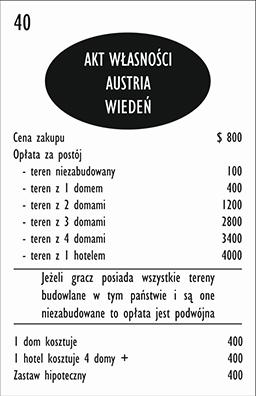 40
AKT WŁASNOŚCI
AUSTRIA
WIEDEŃ
Cena zakupu $ 800
Opłata za postój
- teren niezabudowany 100
- teren z 1 domem 400
- teren z 2 domami 1200
- teren z 3 domami 2800
- teren z 4 domami 3400
- teren z 1 hotelem 4000
Jeżeli gracz posiada wszystkie tereny
budowlane w tym państwie i są one
niezabudowane to opłata jest podwójna
1 dom kosztuje 400
1 hotel kosztuje 4 domy + 400
Zastaw hipoteczny 400